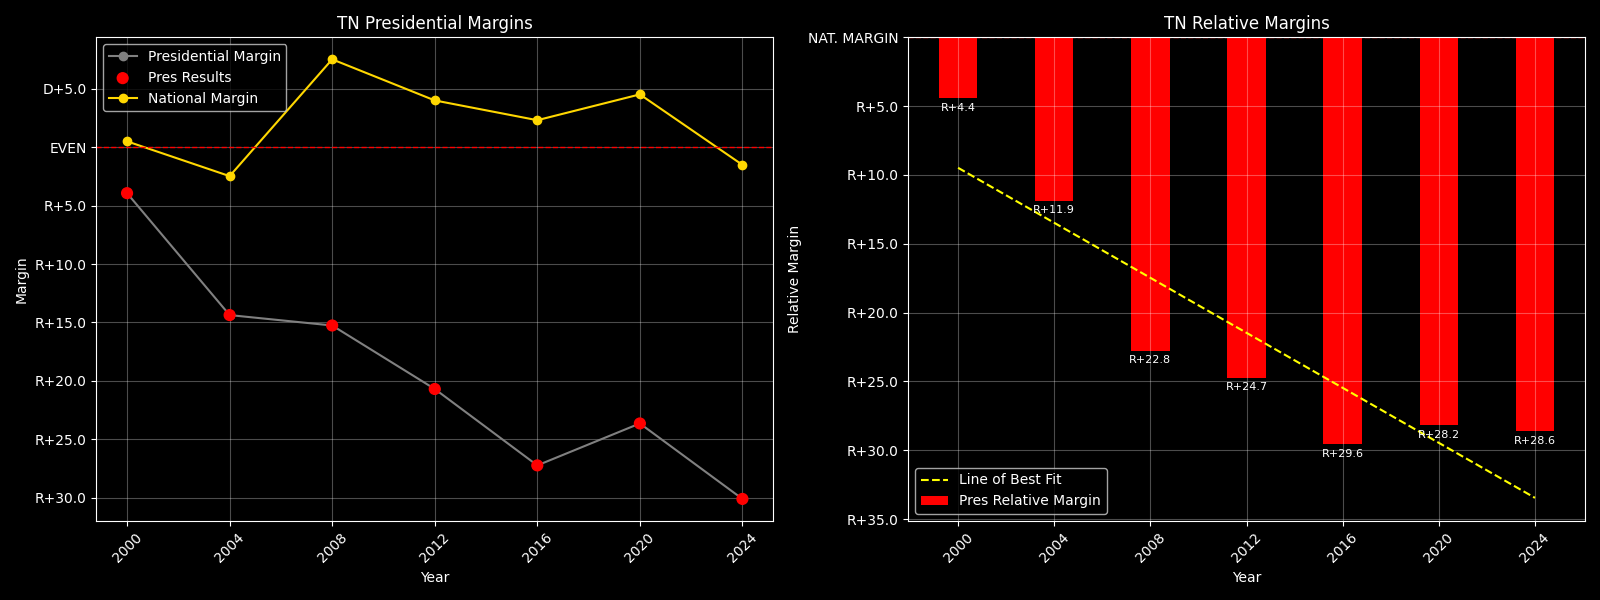 TN Presidential Margins
Presidential Margin
Pres Results
National Margin
D+5.0
EVEN
R+5.0
R+10.0
R+15.0
R+20.0
R+25.0
R+30.0
Margin
2000
2004
2008
2012
2016
2020
2024
Year
TN Relative Margins
NAT. MARGIN
R+5.0
R+10.0
R+15.0
R+20.0
R+25.0
R+30.0
R+35.0
Relative Margin
R+4.4
R+11.9
R+22.8
R+24.7
R+29.6
R+28.2
R+28.6
Line of Best Fit
Pres Relative Margin
2000
2004
2008
2012
2016
2020
2024
Year